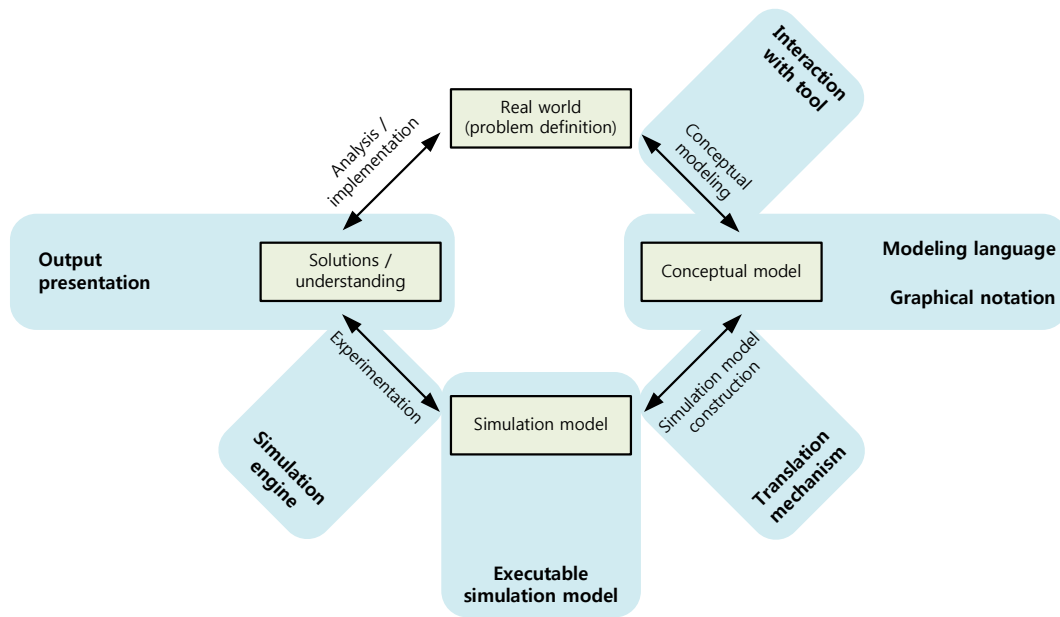 Interaction
with tool
Real world
(problem definition)
Analysis /
implementation
Conceptual
modeling
Output
presentation
Solutions /
understanding
Conceptual model
Modeling language
Graphical notation
Experimentation
Simulation model
construction
Simulation model
Simulation
engine
Translation
mechanism
Executable
simulation model